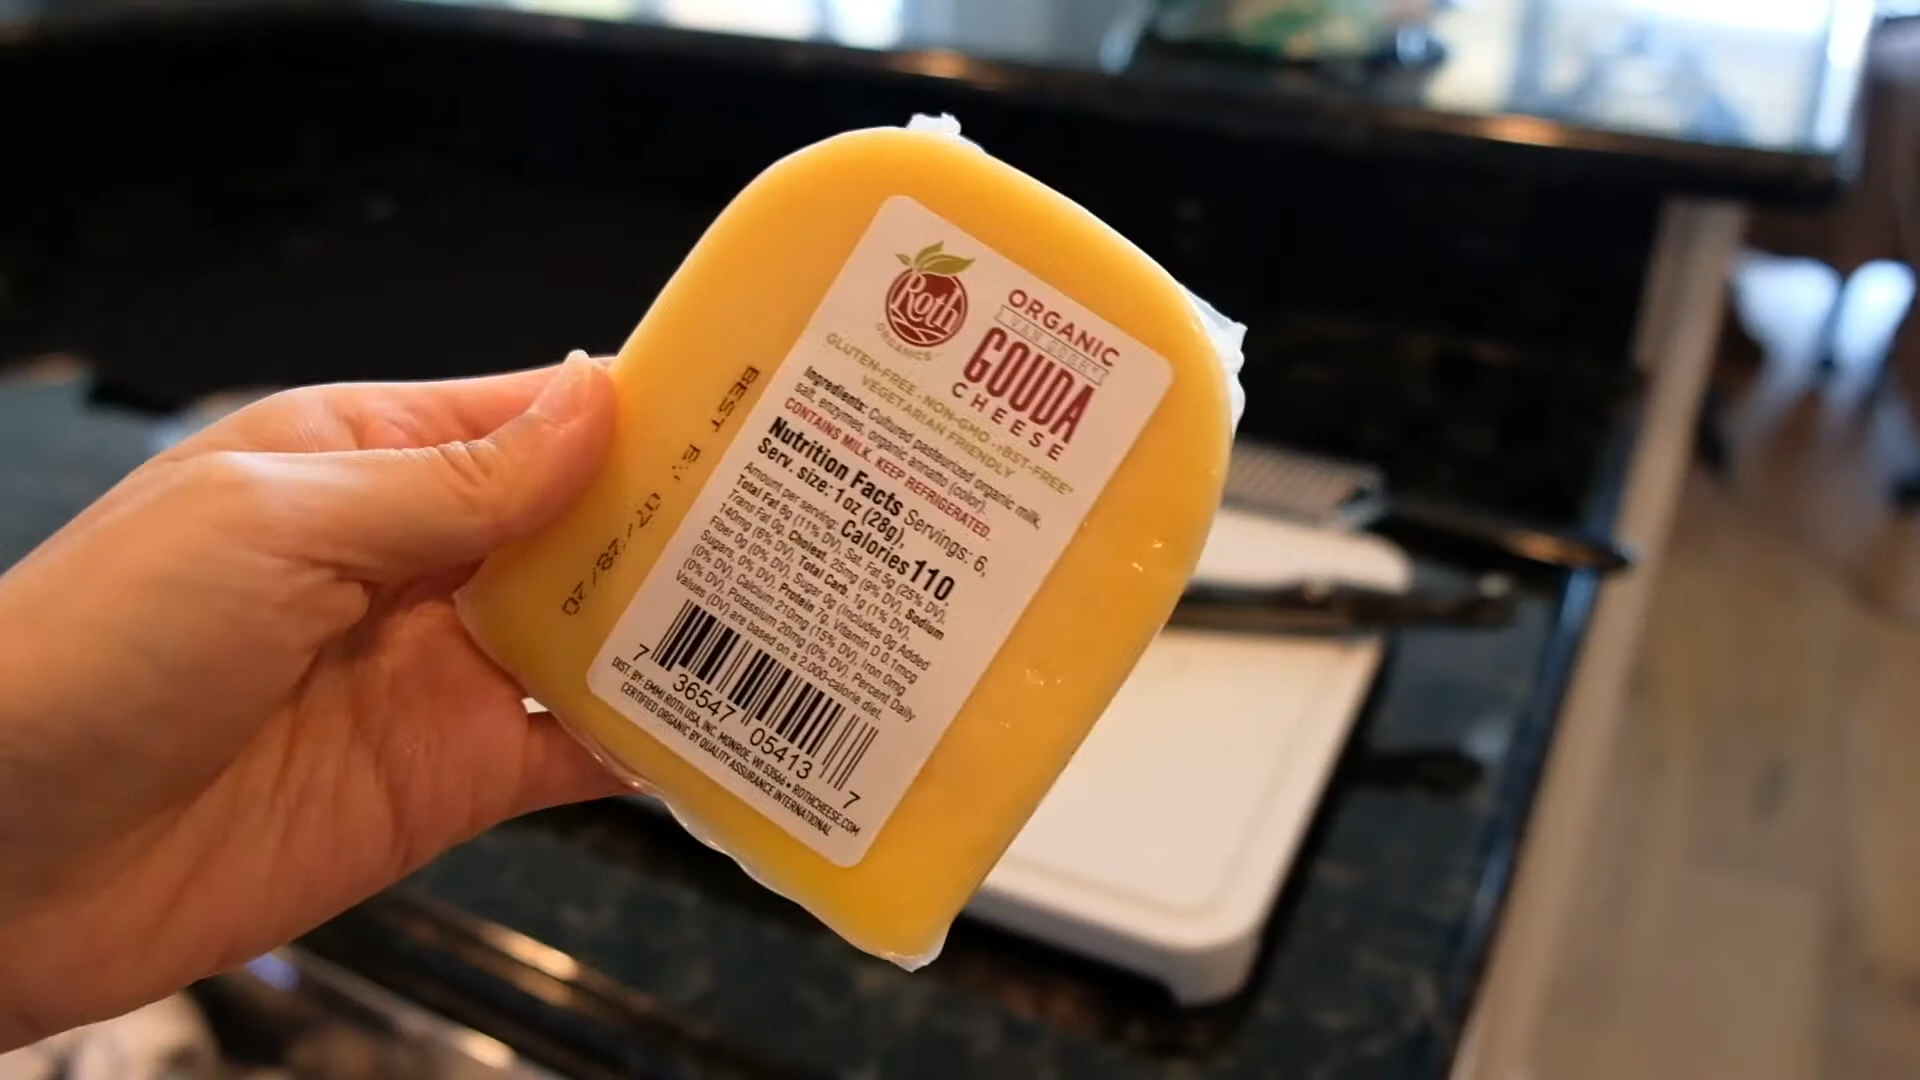 Roth
ORGANICS
ORGANIC
VAN GOGH
GOUDA
CHEESE
GLUTEN-FREE • NON-GMO • rBST-FREE*
VEGETARIAN FRIENDLY
Ingredients: Cultured pasteurized organic milk,
salt, enzymes, organic annatto (color).
CONTAINS MILK. KEEP REFRIGERATED.
Nutrition Facts Servings: 6,
Serv. size: 1 oz (28g),
Amount per serving: Calories 110
Total Fat 8g (11% DV), Sat. Fat 5g (25% DV),
Trans Fat 0g, Cholest. 25mg (9% DV), Sodium
140mg (6% DV), Total Carb. 1g (1% DV),
Fiber 0g (0% DV), Sugar 0g (Includes 0g Added
Sugars, 0% DV), Protein 7g, Vitamin D 0.1mcg
(0% DV), Calcium 210mg (15% DV), Iron 0mg
(0% DV), Potassium 20mg (0% DV). Percent Daily
Values (DV) are based on a 2,000-calorie diet.
7 36547 05413 7
DIST. BY: EMMI ROTH USA, INC. MONROE, WI 53566 • ROTHCHEESE.COM
CERTIFIED ORGANIC BY QUALITY ASSURANCE INTERNATIONAL
BEST BY 07/28/20